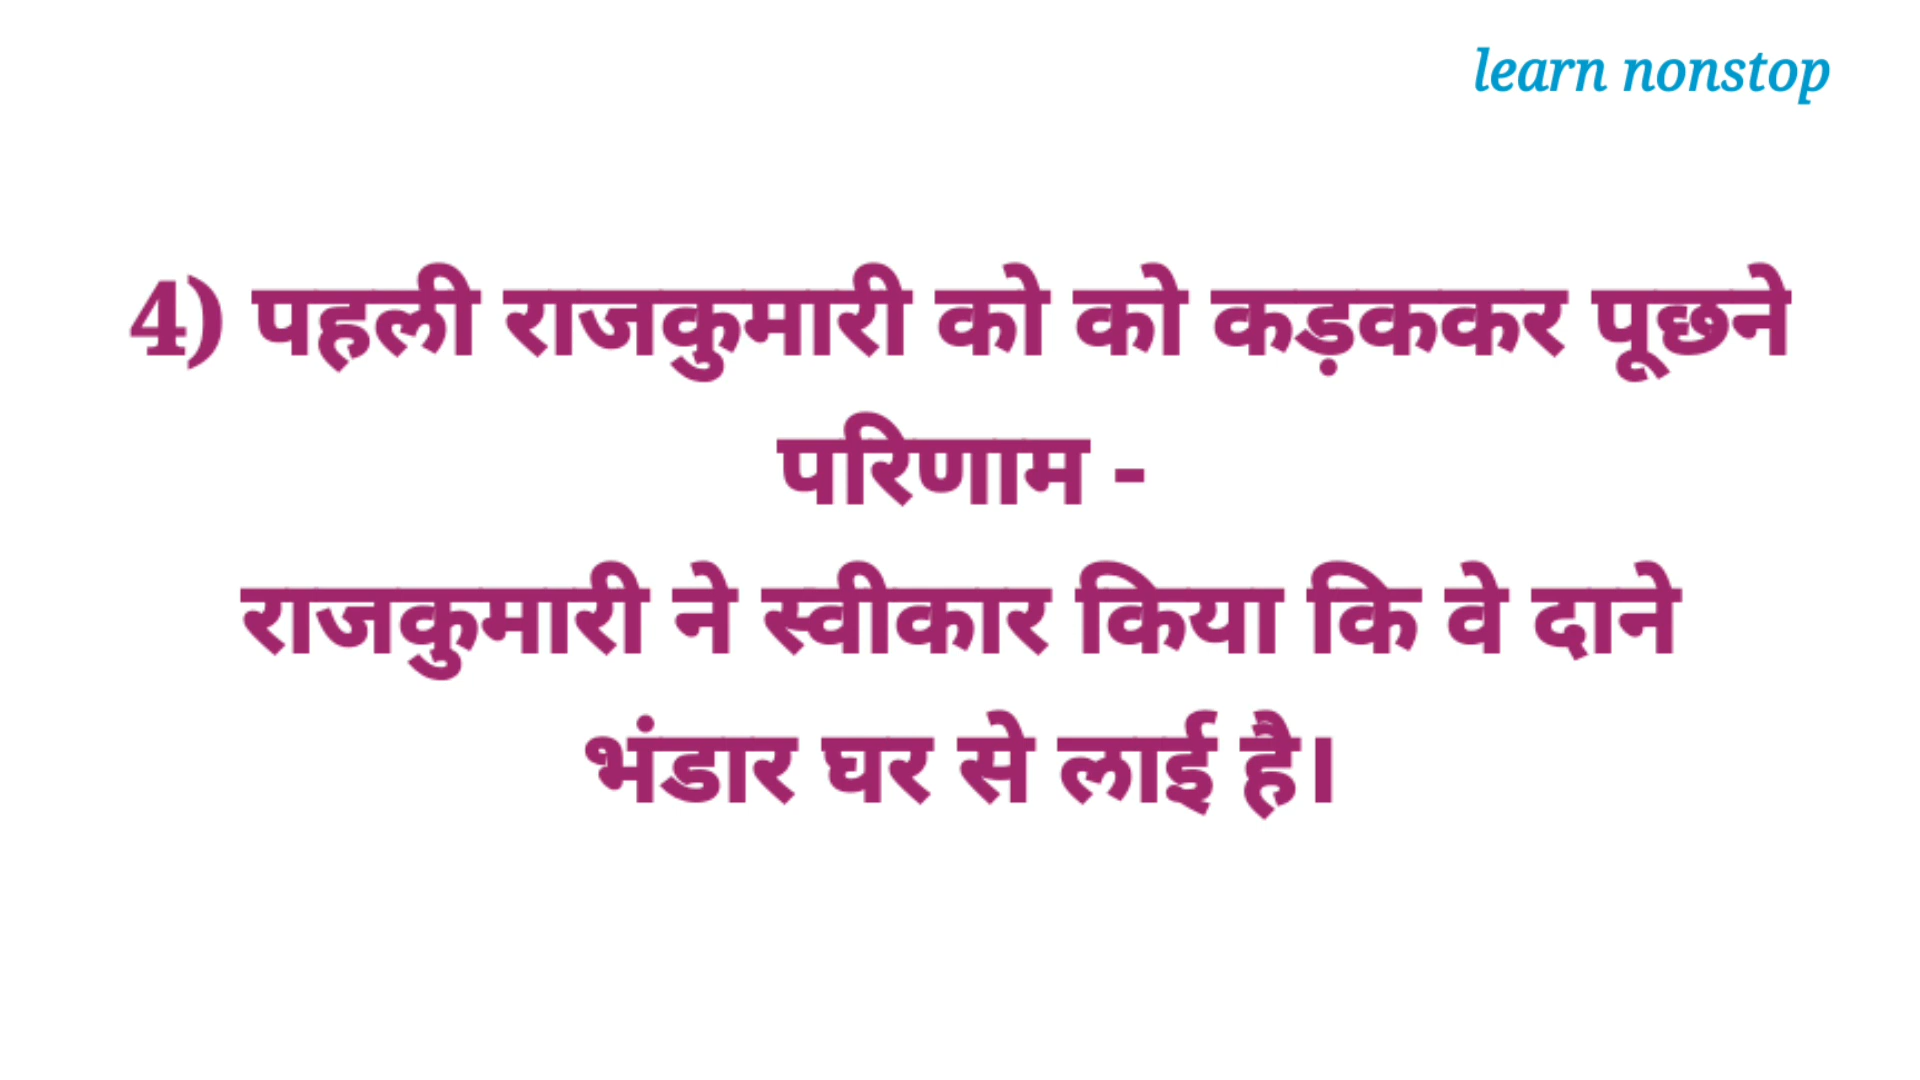 learn nonstop
4) पहली राजकुमारी को को कड़ककर पूछने
परिणाम -
राजकुमारी ने स्वीकार किया कि वे दाने
भंडार घर से लाई है।